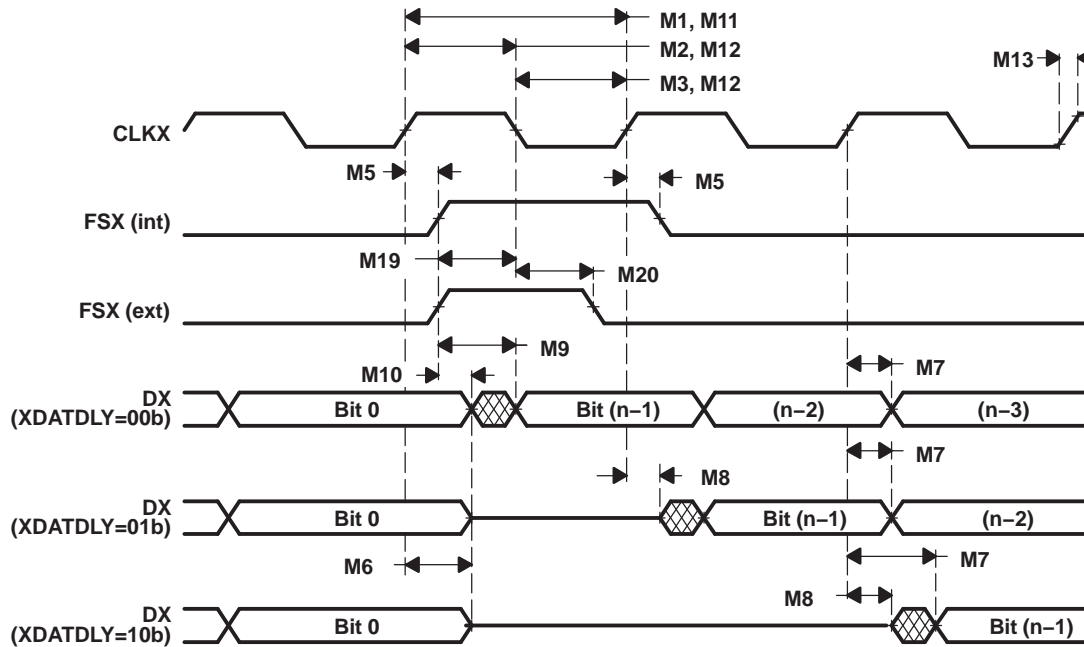 M1, M11
M2, M12
M13
M3, M12
CLKX
M5
M5
FSX (int)
M19
M20
FSX (ext)
M9
M10
M7
DX
(XDATDLY=00b)
Bit 0
Bit (n–1)
(n–2)
(n–3)
M7
M8
DX
(XDATDLY=01b)
Bit 0
Bit (n–1)
(n–2)
M6
M7
M8
DX
(XDATDLY=10b)
Bit 0
Bit (n–1)